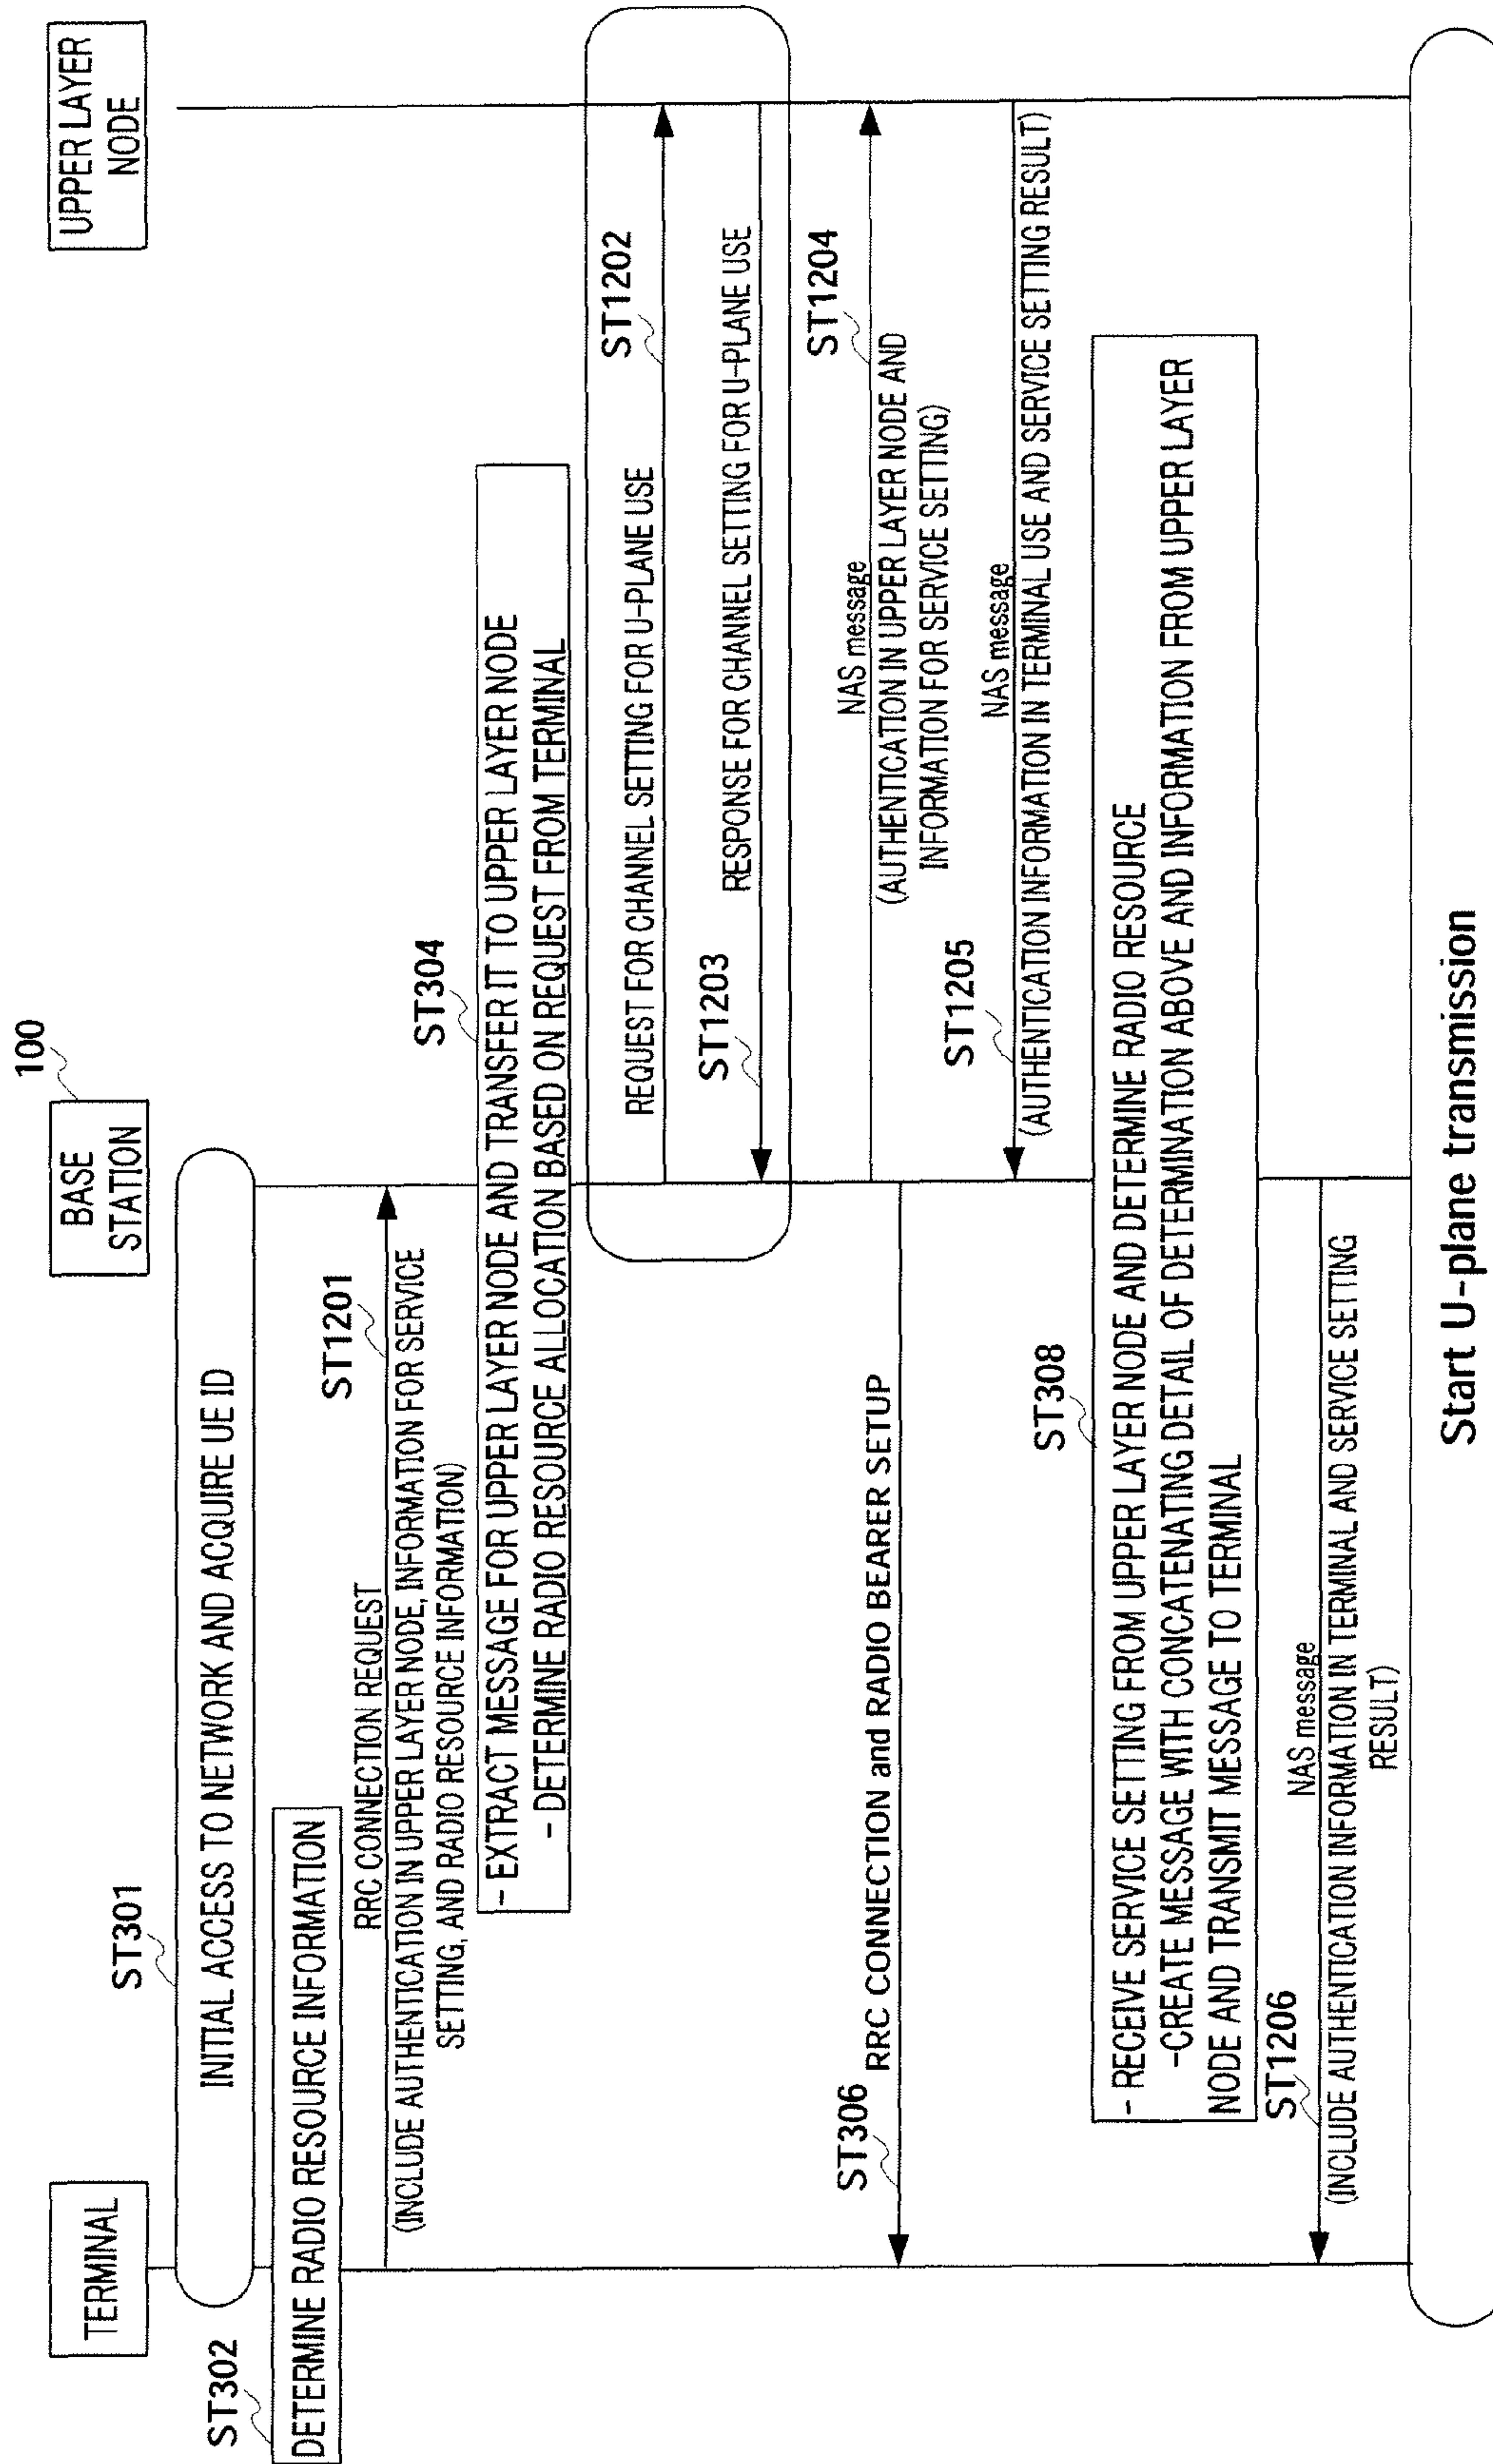 TERMINAL
100
BASE
STATION
UPPER LAYER
NODE
ST301
INITIAL ACCESS TO NETWORK AND ACQUIRE UE ID
ST302
DETERMINE RADIO RESOURCE INFORMATION
RRC CONNECTION REQUEST
ST1201
(INCLUDE AUTHENTICATION IN UPPER LAYER NODE, INFORMATION FOR SERVICE
SETTING, AND RADIO RESOURCE INFORMATION)
ST304
- EXTRACT MESSAGE FOR UPPER LAYER NODE AND TRANSFER IT TO UPPER LAYER NODE
- DETERMINE RADIO RESOURCE ALLOCATION BASED ON REQUEST FROM TERMINAL
ST1202
REQUEST FOR CHANNEL SETTING FOR U-PLANE USE
ST1203
RESPONSE FOR CHANNEL SETTING FOR U-PLANE USE
ST1204
NAS message
(AUTHENTICATION IN UPPER LAYER NODE AND
INFORMATION FOR SERVICE SETTING)
ST306
RRC CONNECTION and RADIO BEARER SETUP
ST1205
NAS message
(AUTHENTICATION INFORMATION IN TERMINAL USE AND SERVICE SETTING RESULT)
ST308
- RECEIVE SERVICE SETTING FROM UPPER LAYER NODE AND DETERMINE RADIO RESOURCE
-CREATE MESSAGE WITH CONCATENATING DETAIL OF DETERMINATION ABOVE AND INFORMATION FROM UPPER LAYER
NODE AND TRANSMIT MESSAGE TO TERMINAL
ST1206
NAS message
(INCLUDE AUTHENTICATION INFORMATION IN TERMINAL AND SERVICE SETTING
RESULT)
Start U-plane transmission